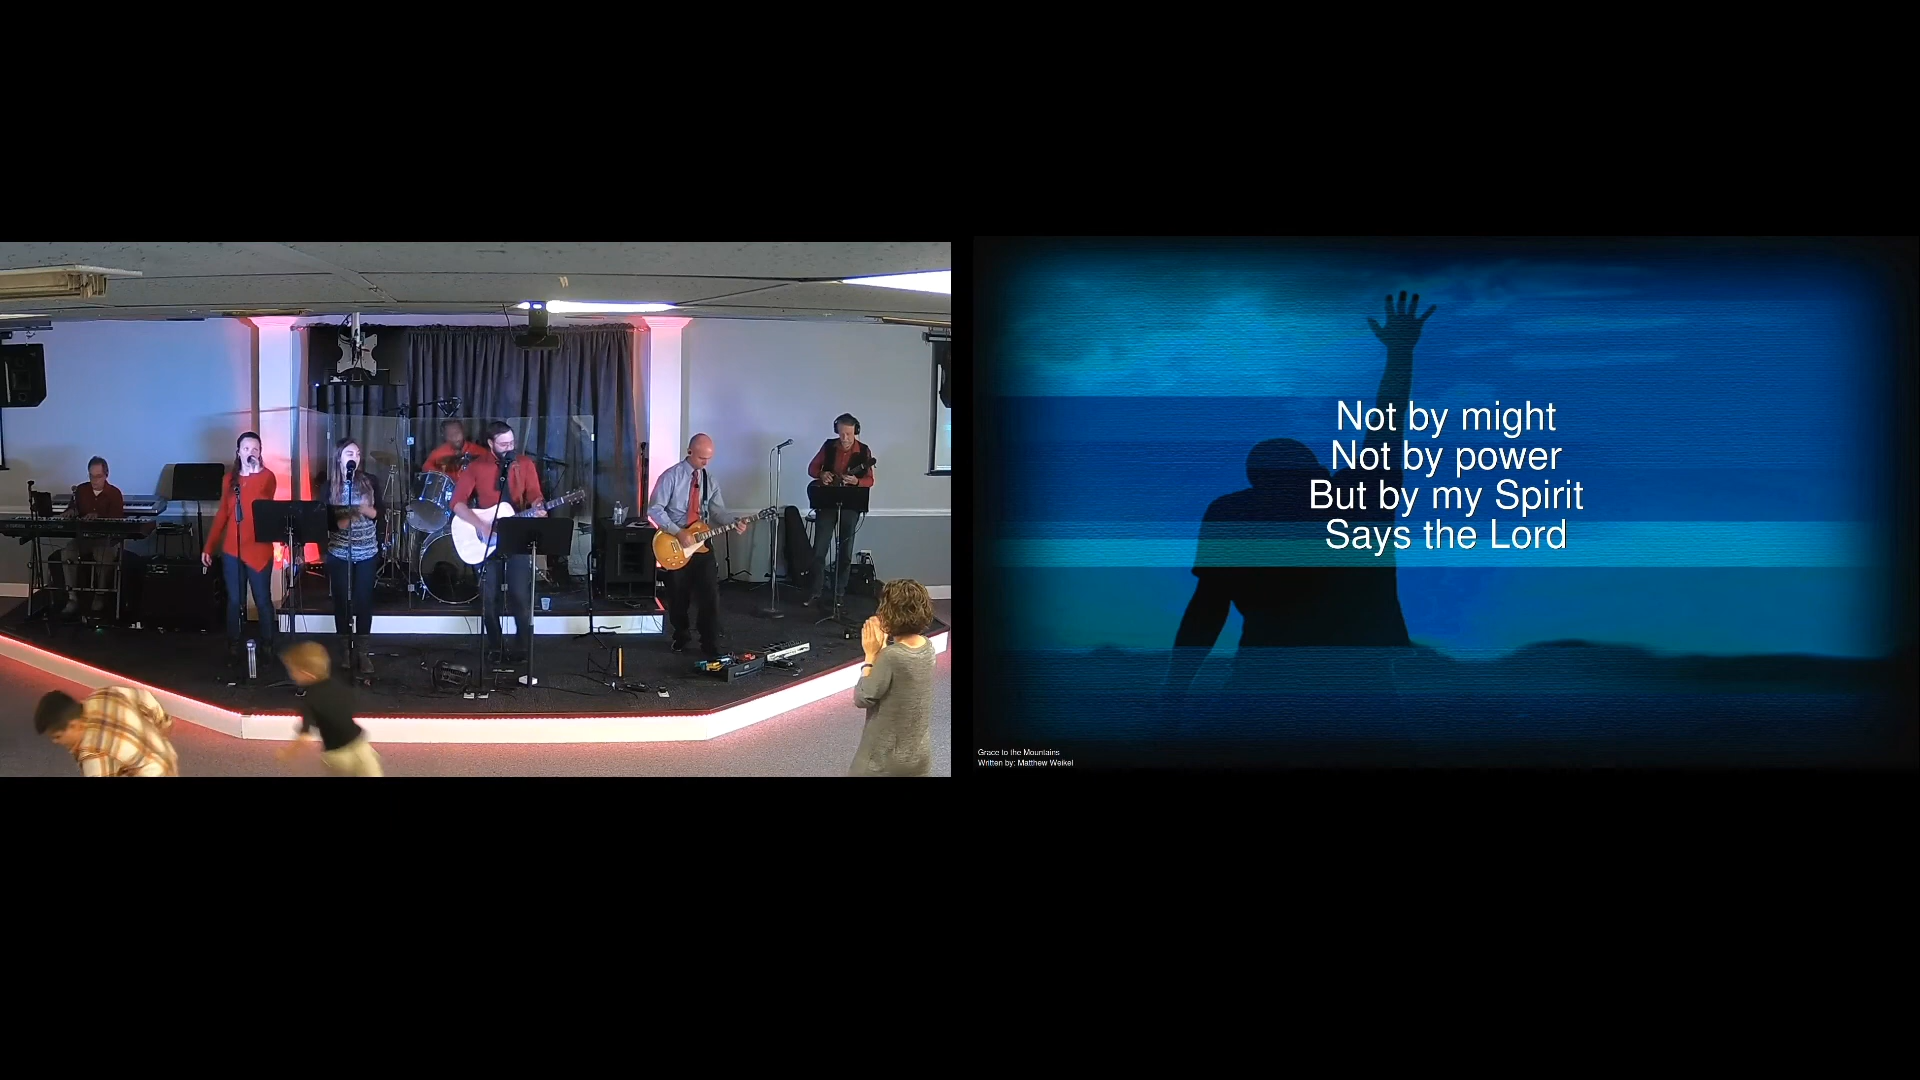 Not by might
Not by power
But by my Spirit
Says the Lord
Grace to the Mountains
Written by: Matthew Weikel